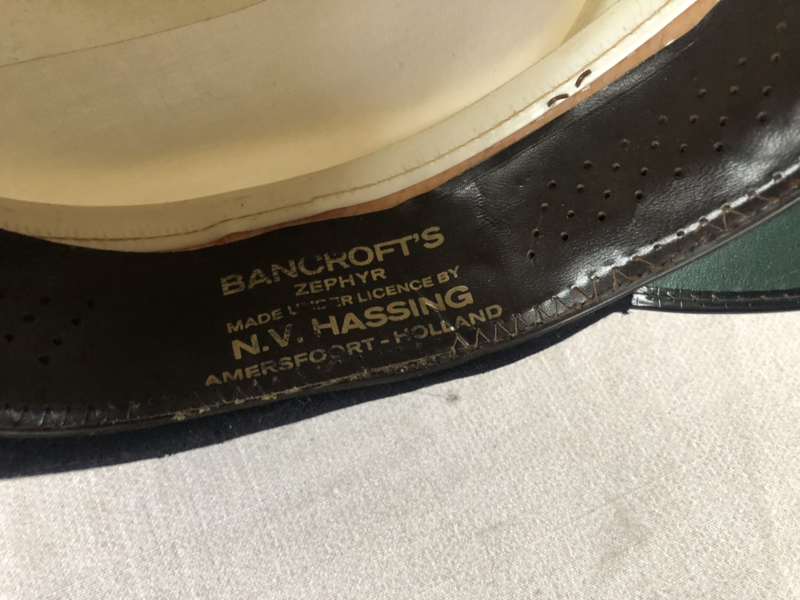 BANCROFT'S
ZEPHYR
MADE UNDER LICENCE BY
N.V. HASSING
AMERSFOORT - HOLLAND